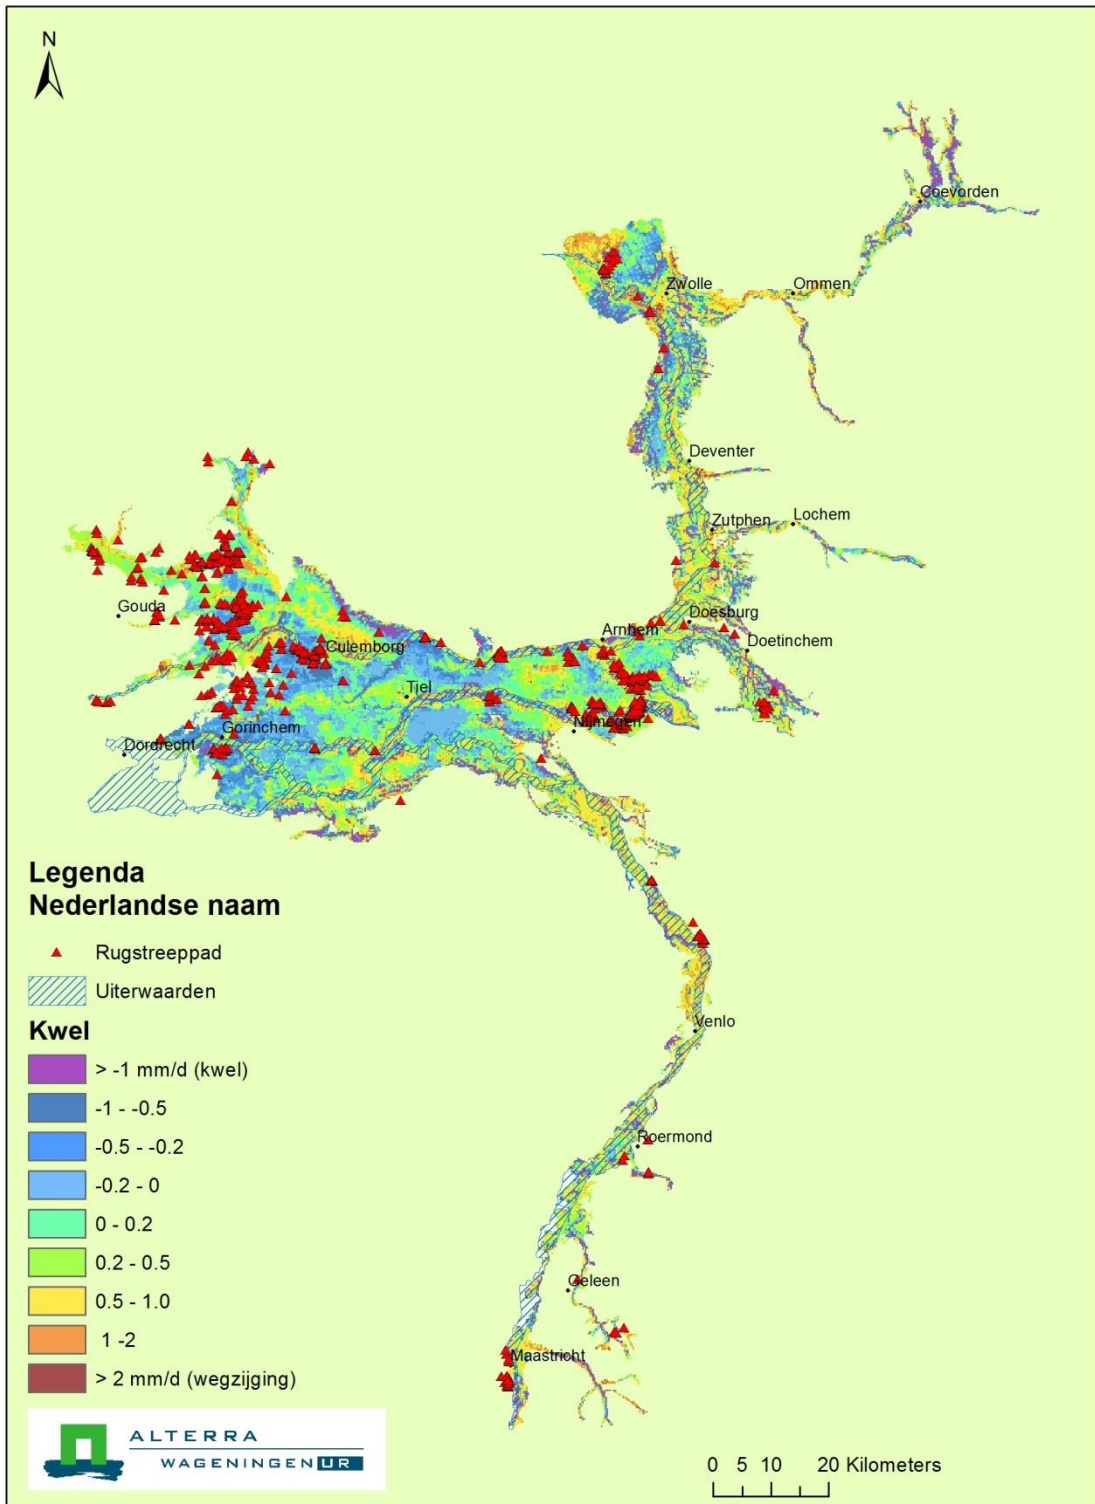 N
Coevorden
Zwolle
Ommen
Deventer
Zutphen
Lochem
Gouda
Doesburg
Arnhem
Doetinchem
Culemborg
Tiel
Nijmegen
Gorinchem
Dordrecht
Venlo
Roermond
Geleen
Maastricht
Legenda
Nederlandse naam
Rugstreeppad
Uiterwaarden
Kwel
> -1 mm/d (kwel)
-1 - -0.5
-0.5 - -0.2
-0.2 - 0
0 - 0.2
0.2 - 0.5
0.5 - 1.0
1 -2
> 2 mm/d (wegzijging)
ALTERRA
WAGENINGEN UR
0 5 10 20 Kilometers